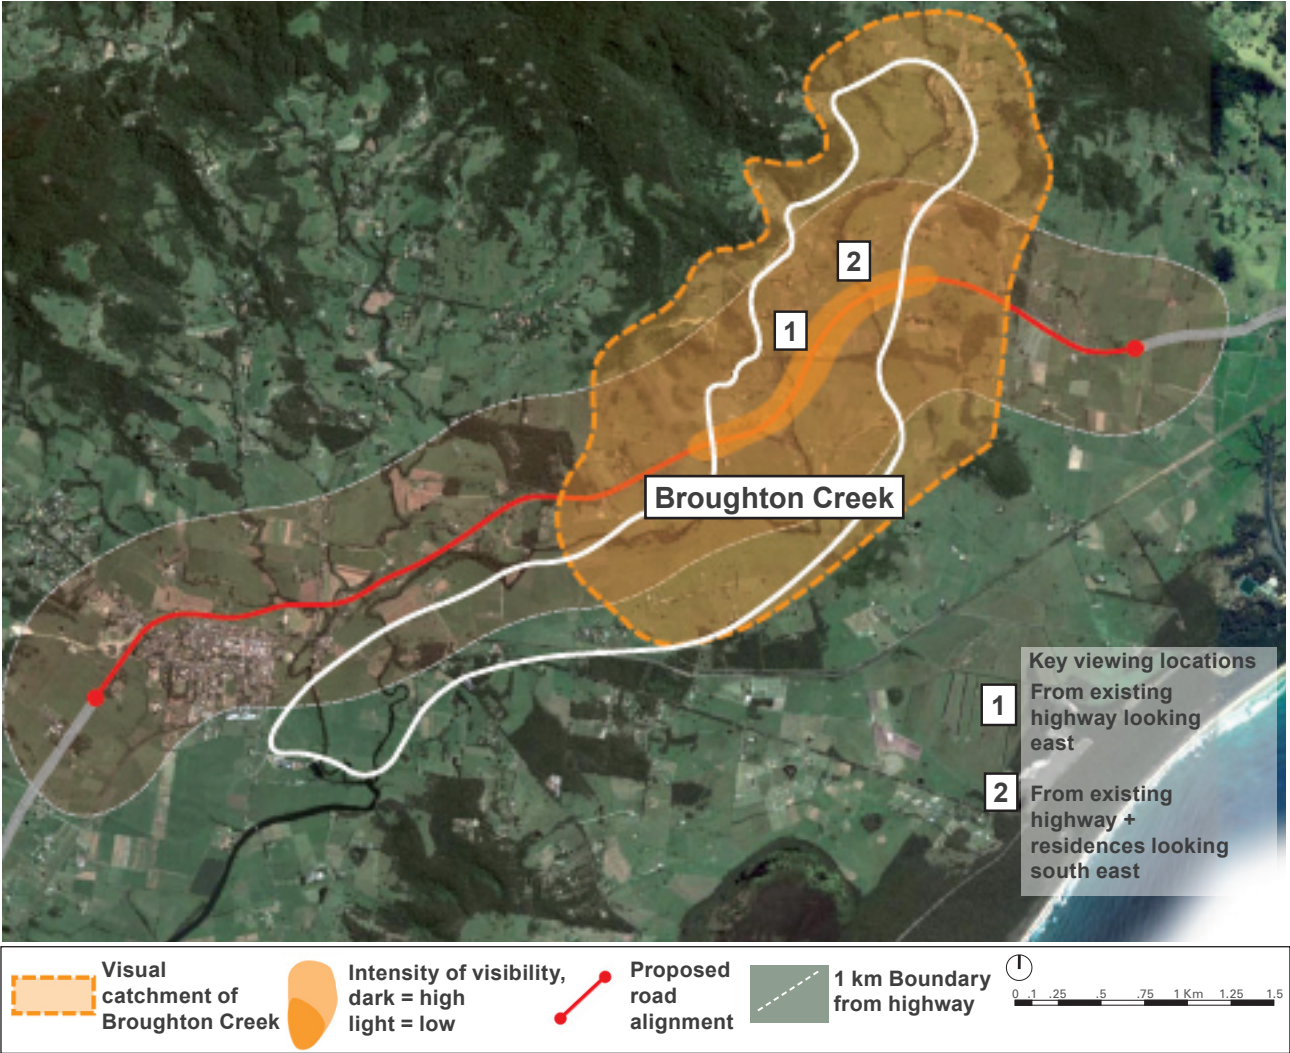 2
1
Broughton Creek
Key viewing locations
1
From existing
highway looking
east
2
From existing
highway +
residences looking
south east
Visual
catchment of
Broughton Creek
Intensity of visibility,
dark = high
light = low
Proposed
road
alignment
1 km Boundary
from highway
0 .1 .25 .5 .75 1 Km 1.25 1.5